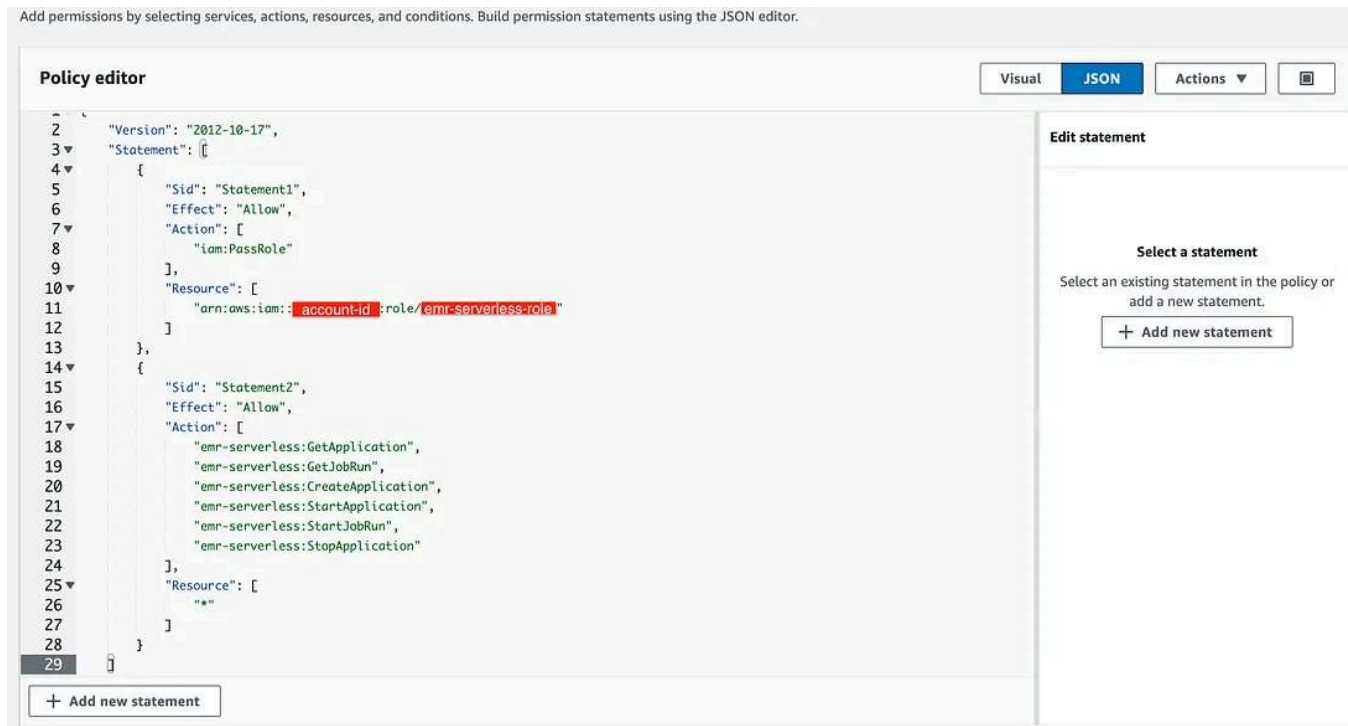 Add permissions by selecting services, actions, resources, and conditions. Build permission statements using the JSON editor.
Policy editor
Visual
JSON
Actions ▼
2 "Version": "2012-10-17",
3 "Statement": [
4 {
5 "Sid": "Statement1",
6 "Effect": "Allow",
7 "Action": [
8 "iam:PassRole"
9 ],
10 "Resource": [
11 "arn:aws:iam:: account-id :role/emr-serverless-role"
12 ]
13 },
14 {
15 "Sid": "Statement2",
16 "Effect": "Allow",
17 "Action": [
18 "emr-serverless:GetApplication",
19 "emr-serverless:GetJobRun",
20 "emr-serverless:CreateApplication",
21 "emr-serverless:StartApplication",
22 "emr-serverless:StartJobRun",
23 "emr-serverless:StopApplication"
24 ],
25 "Resource": [
26 "*"
27 ]
28 }
29 ]
+ Add new statement
Edit statement
Select a statement
Select an existing statement in the policy or
add a new statement.
+ Add new statement